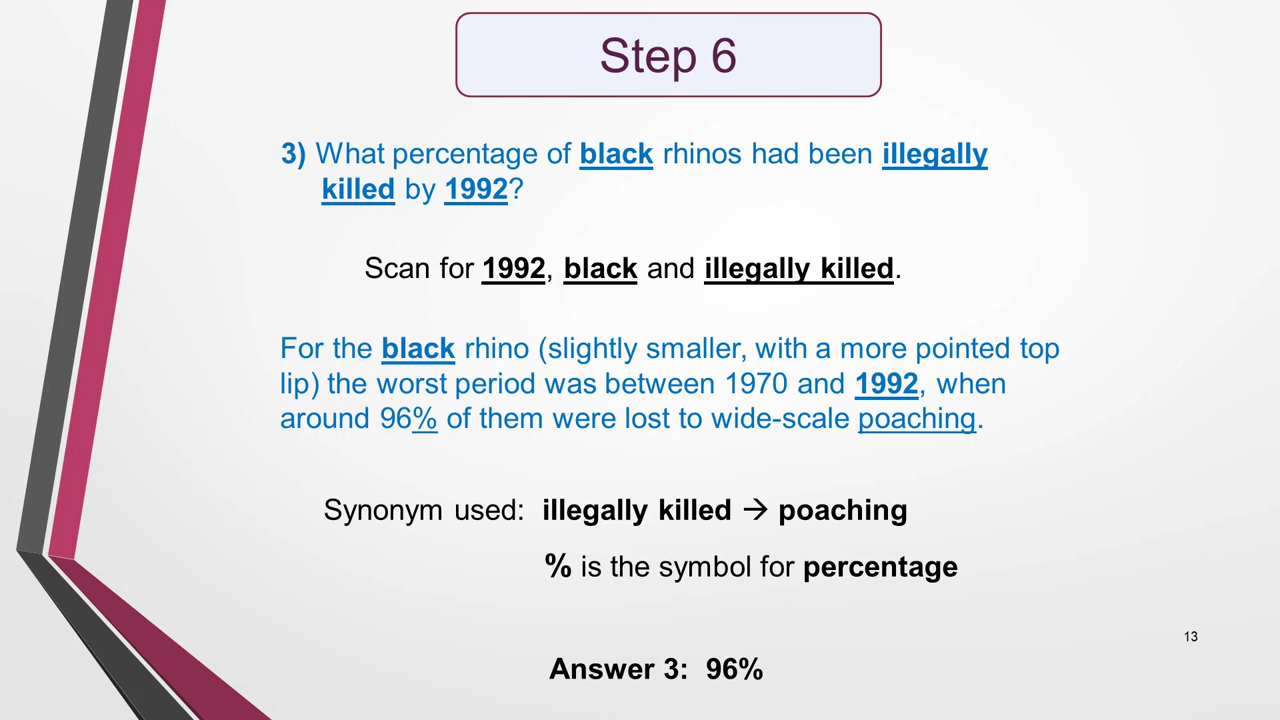 Step 6
3) What percentage of black rhinos had been illegally
killed by 1992?
Scan for 1992, black and illegally killed.
For the black rhino (slightly smaller, with a more pointed top
lip) the worst period was between 1970 and 1992, when
around 96% of them were lost to wide-scale poaching.
Synonym used: illegally killed → poaching
% is the symbol for percentage
13
Answer 3: 96%